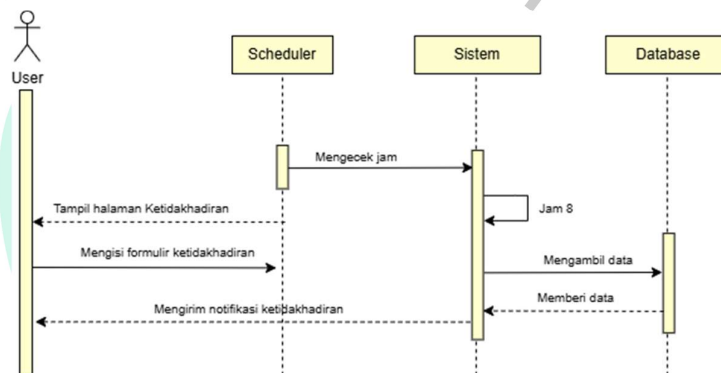 Scheduler
Sistem
Database
User
Mengecek jam
Tampil halaman Ketidakhadiran
Jam 8
Mengisi formulir ketidakhadiran
Mengambil data
Memberi data
Mengirim notifikasi ketidakhadiran